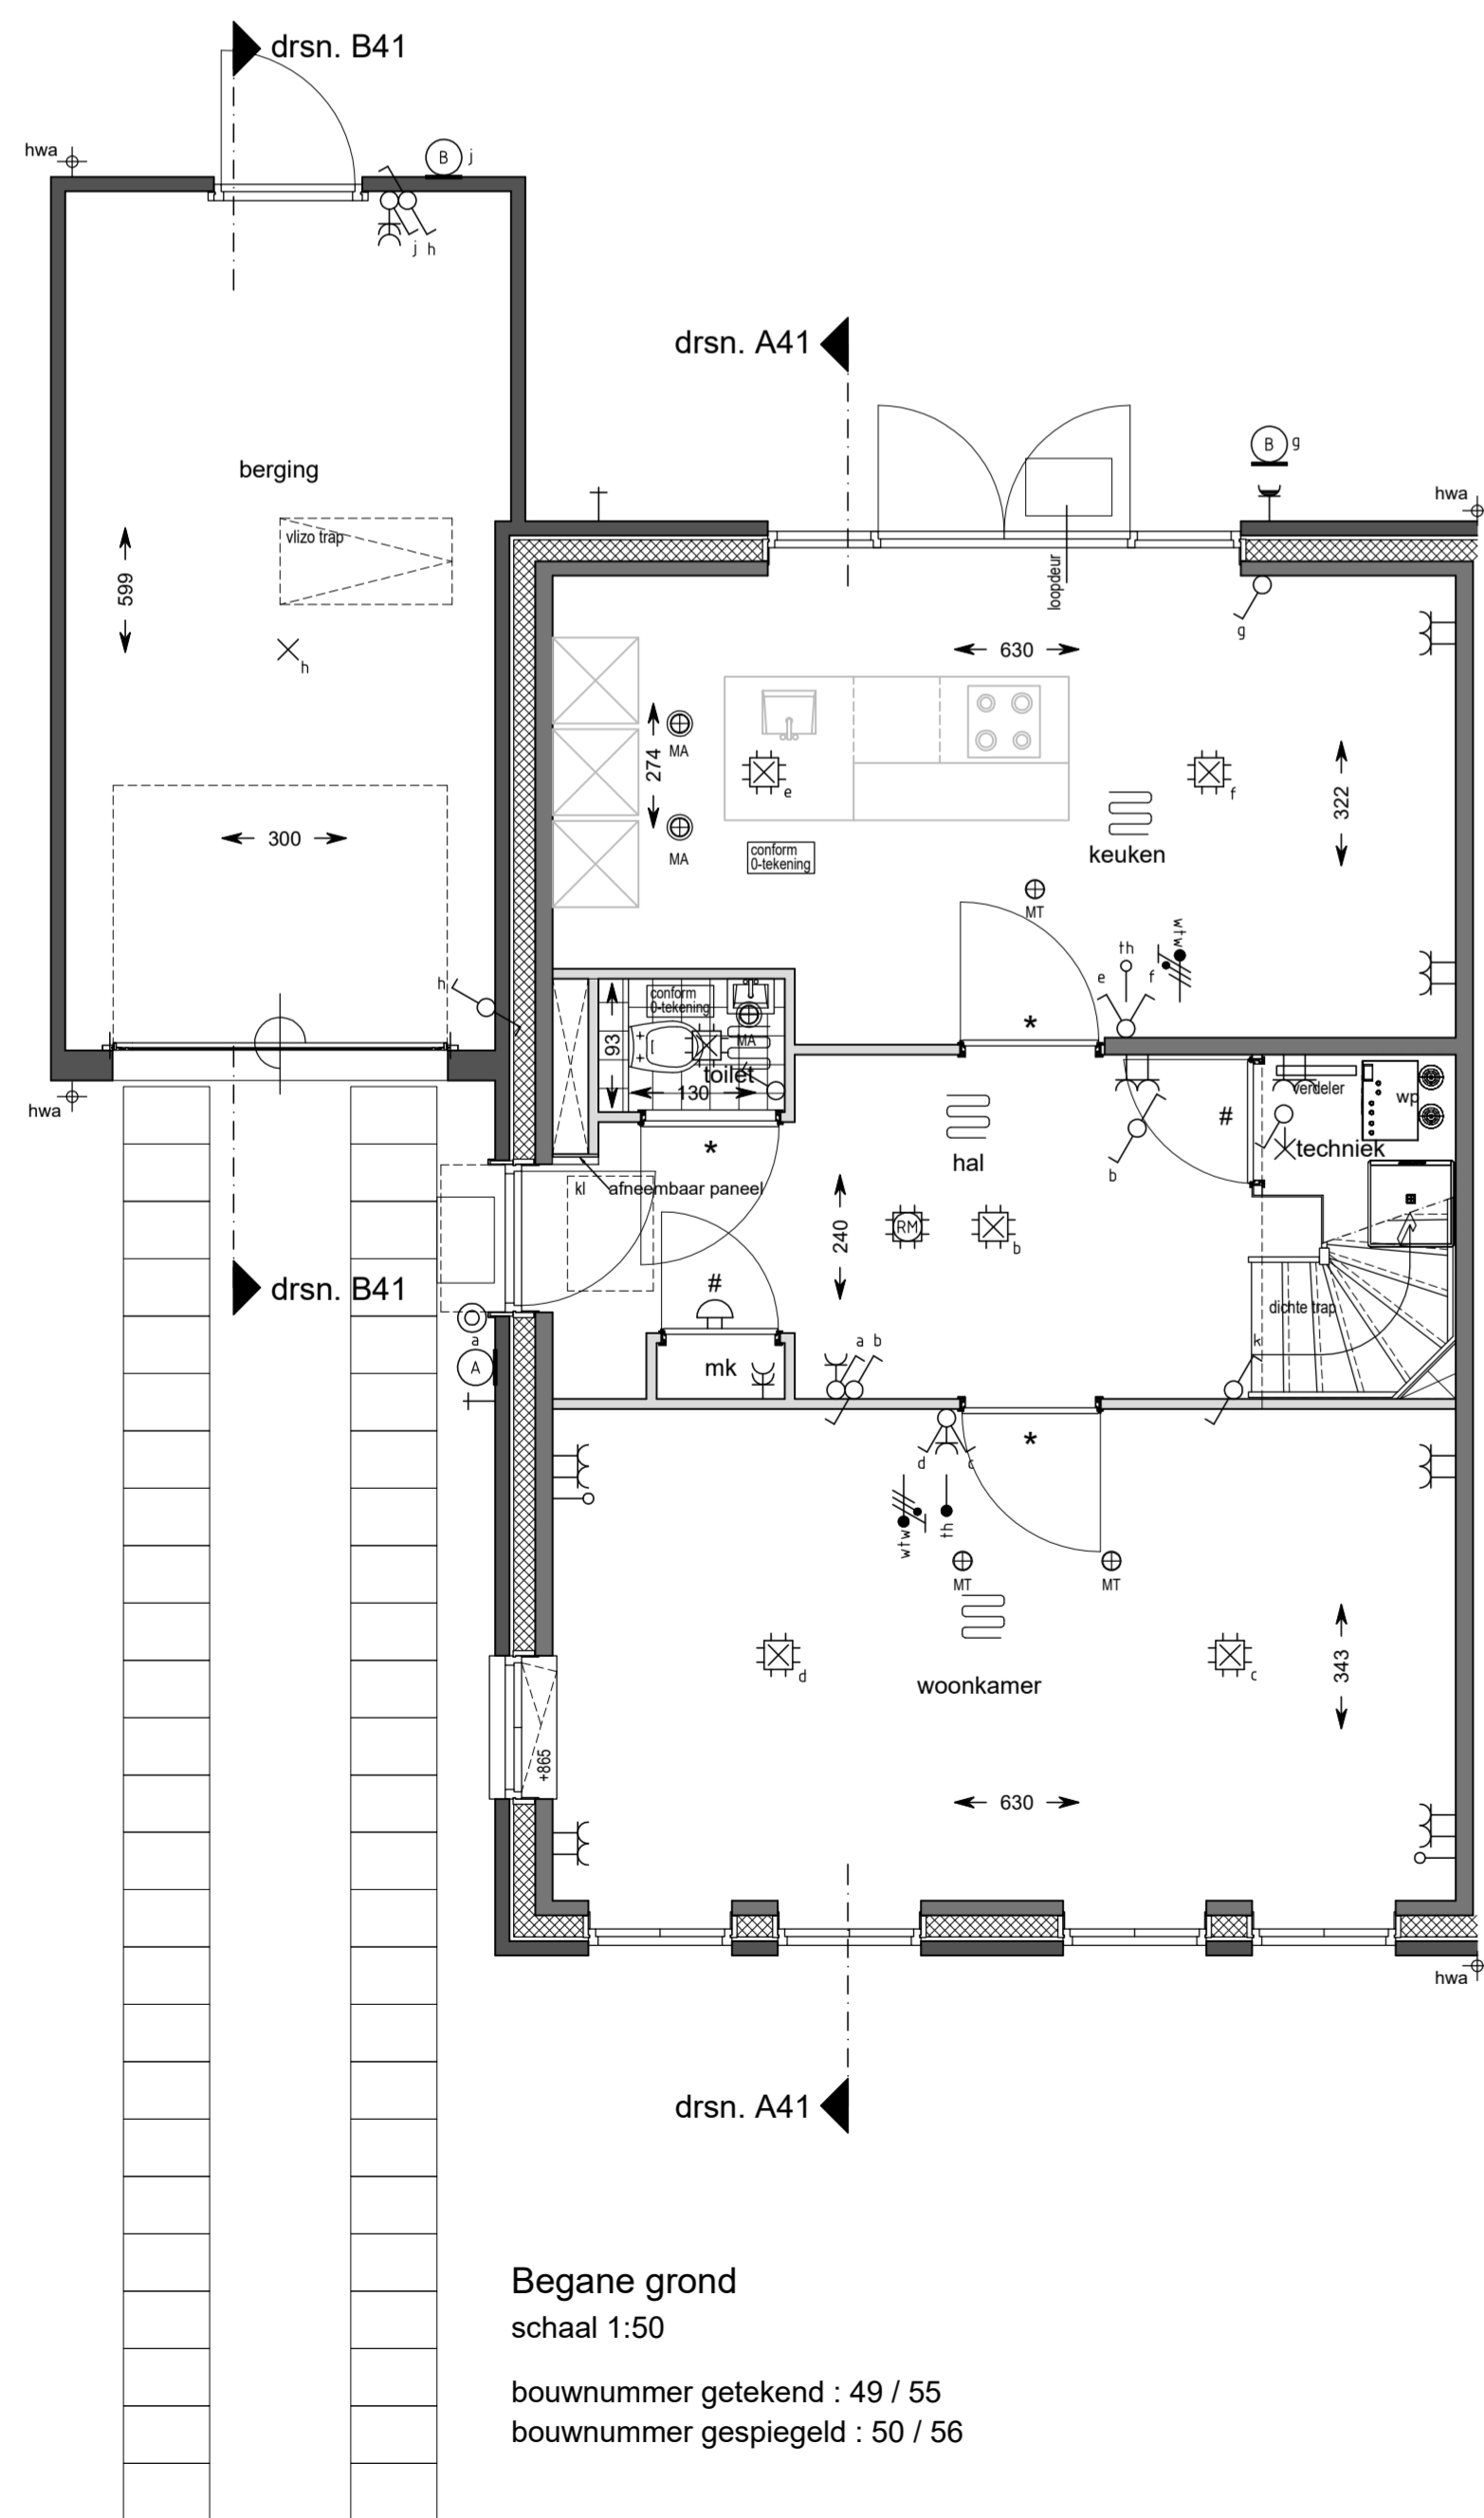 drsn. B41
hwa
B j
j h
drsn. A41
B g
hwa
berging
vlizo trap
599
h
loopdeur
g
630
MA
274
e
f
MA
322
conform
0-tekening
keuken
300
MT
wtw
th
e f
h
conform
0-tekening
*
93
MA
toilet
130
verdeler
wp
hwa
#
techniek
*
hal
b
kl
afneembaar paneel
240
RM
b
drsn. B41
#
dichte trap
a
A
mk
a b
k
*
d c
wtw
th
MT
MT
d
c
343
woonkamer
+865
630
hwa
drsn. A41
Begane grond
schaal 1:50
bouwnummer getekend : 49 / 55
bouwnummer gespiegeld : 50 / 56